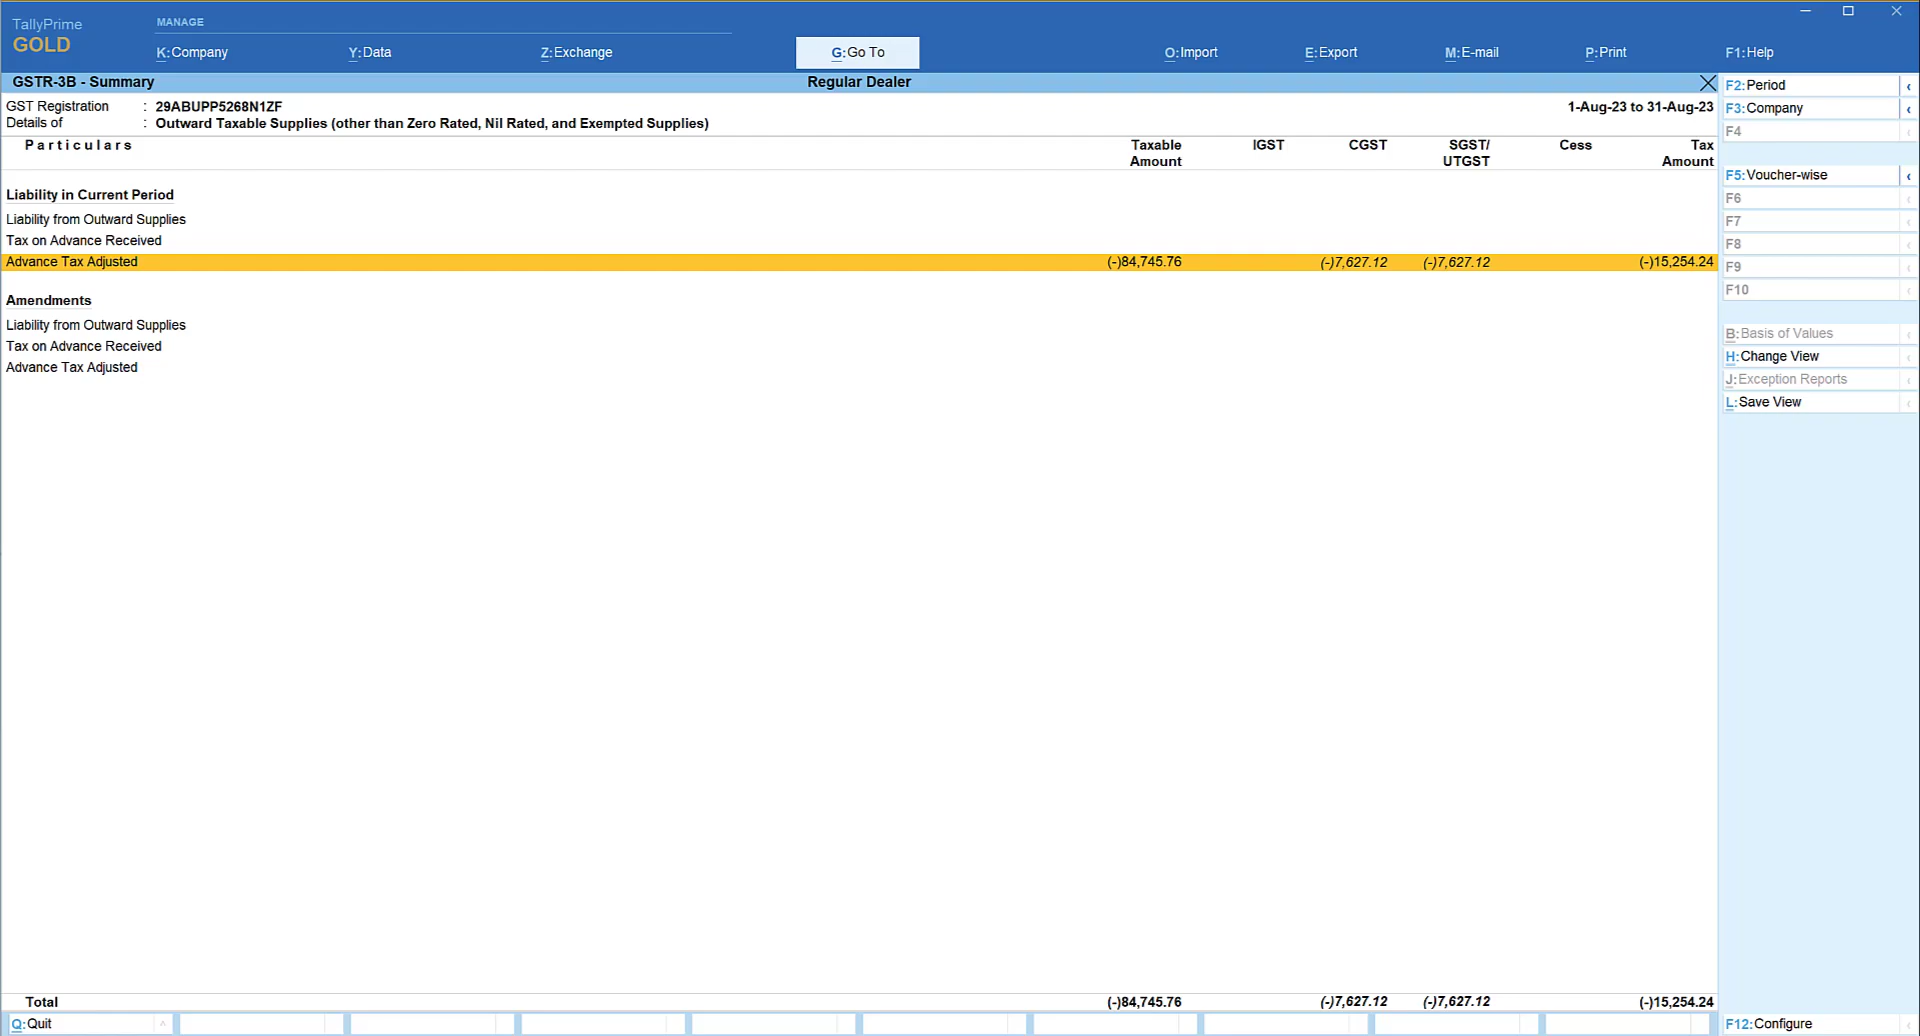 TallyPrime
GOLD
MANAGE
K:Company
Y:Data
Z:Exchange
G:Go To
O:Import
E:Export
M:E-mail
P:Print
F1:Help
GSTR-3B - Summary
Regular Dealer
GST Registration : 29ABUPP5268N1ZF
1-Aug-23 to 31-Aug-23
Details of : Outward Taxable Supplies (other than Zero Rated, Nil Rated, and Exempted Supplies)
Particulars
Taxable Amount
IGST
CGST
SGST/ UTGST
Cess
Tax Amount
Liability in Current Period
Liability from Outward Supplies
Tax on Advance Received
Advance Tax Adjusted (-)84,745.76 (-)7,627.12 (-)7,627.12 (-)15,254.24
Amendments
Liability from Outward Supplies
Tax on Advance Received
Advance Tax Adjusted
Total (-)84,745.76 (-)7,627.12 (-)7,627.12 (-)15,254.24
Q:Quit
F2:Period
F3:Company
F4
F5:Voucher-wise
F6
F7
F8
F9
F10
B:Basis of Values
H:Change View
J:Exception Reports
L:Save View
F12:Configure